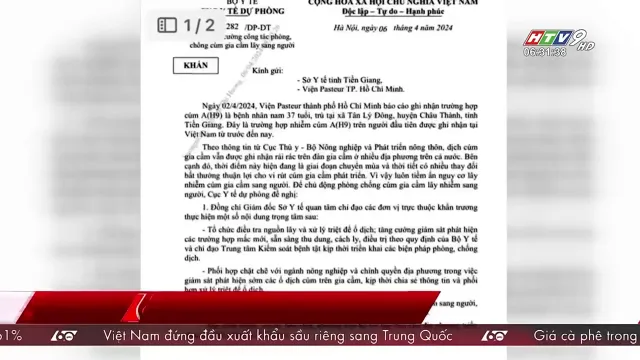 BỘ Y TẾ
CỘNG HÒA XÃ HỘI CHỦ NGHĨA VIỆT NAM
Y TẾ DỰ PHÒNG
Độc lập - Tự do - Hạnh phúc
1/2
HTV9 HD
06:31:38
282 /DP-DT
Hà Nội, ngày 06 tháng 4 năm 2024
cường công tác phòng,
chống cúm gia cầm lây sang người
KHẨN
Kính gửi:
- Sở Y tế tỉnh Tiền Giang,
- Viện Pasteur TP. Hồ Chí Minh.
Ngày 02/4/2024, Viện Pasteur thành phố Hồ Chí Minh báo cáo ghi nhận trường hợp
cúm A(H9) là bệnh nhân nam 37 tuổi, trú tại xã Tân Lý Đông, huyện Châu Thành, tỉnh
Tiền Giang. Đây là trường hợp nhiễm cúm A(H9) trên người đầu tiên được ghi nhận tại
Việt Nam từ trước đến nay.
Theo thông tin từ Cục Thú y - Bộ Nông nghiệp và Phát triển nông thôn, dịch cúm
gia cầm vẫn được ghi nhận rải rác trên đàn gia cầm ở nhiều địa phương trên cả nước. Bên
cạnh đó, thời điểm này hiện đang là giai đoạn chuyển mùa và thời tiết có nhiều thay đổi
bất thường thuận lợi cho vi rút cúm gia cầm phát triển. Vì vậy luôn tiềm ẩn nguy cơ lây
nhiễm cúm gia cầm sang người. Để chủ động phòng chống cúm gia cầm lây nhiễm sang
người, Cục Y tế dự phòng đề nghị:
1. Đồng chí Giám đốc Sở Y tế quan tâm chỉ đạo các đơn vị trực thuộc khẩn trương
thực hiện một số nội dung trọng tâm sau:
- Tổ chức điều tra nguồn lây và xử lý triệt để ổ dịch; tăng cường giám sát phát hiện
các trường hợp mắc mới, sẵn sàng thu dung, cách ly, điều trị theo quy định của Bộ Y tế
và chỉ đạo Trung tâm Kiểm soát bệnh tật kịp thời triển khai các biện pháp phòng, chống
dịch.
- Phối hợp chặt chẽ với ngành nông nghiệp và chính quyền địa phương trong việc
giám sát phát hiện sớm các ổ dịch cúm trên gia cầm, kịp thời chia sẻ thông tin và phối
hợp xử lý triệt để ổ dịch.
sang người,
61% 60 Việt Nam đứng đầu xuất khẩu sầu riêng sang Trung Quốc 60 Giá cà phê trong